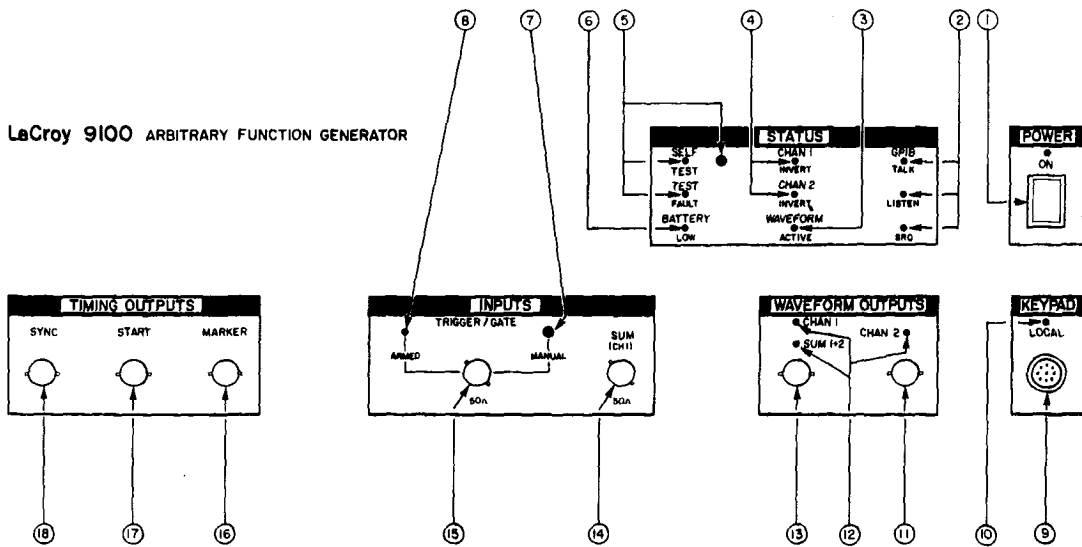 8 7 6 5 4 3 2 1
LaCroy 9100 ARBITRARY FUNCTION GENERATOR
STATUS
SELF TEST
CHAN 1 INVERT
GPIB TALK
TEST FAULT
CHAN 2 INVERT
LISTEN
BATTERY LOW
WAVEFORM ACTIVE
SRQ
POWER
ON
TIMING OUTPUTS
SYNC START MARKER
INPUTS
TRIGGER / GATE
ARMED
MANUAL
SUM (CH1)
50Ω
50Ω
WAVEFORM OUTPUTS
CHAN 1
SUM 1+2
CHAN 2
KEYPAD
LOCAL
18 17 16 15 14 13 12 11 10 9